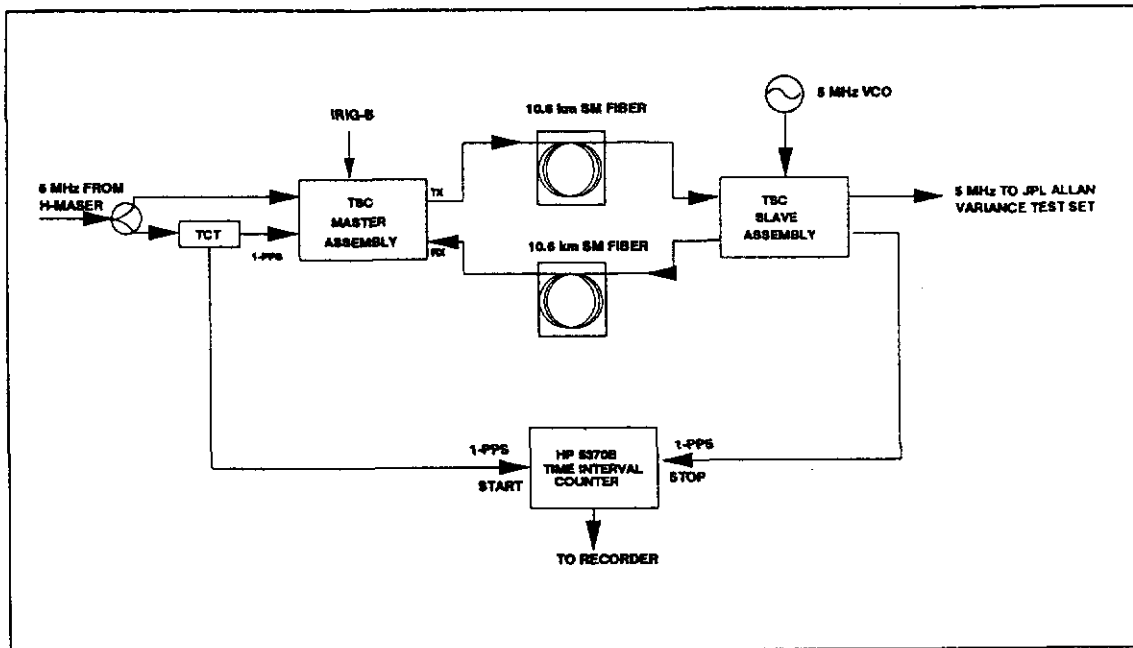 5 MHz VCO
10.6 km SM FIBER
IRIG-B
5 MHz FROM
H-MASER
TX
TSC
MASTER
ASSEMBLY
TSC
SLAVE
ASSEMBLY
5 MHz TO JPL ALLAN
VARIANCE TEST SET
TCT
1-PPS
RX
10.6 km SM FIBER
1-PPS
START
HP 5370B
TIME INTERVAL
COUNTER
1-PPS
STOP
TO RECORDER